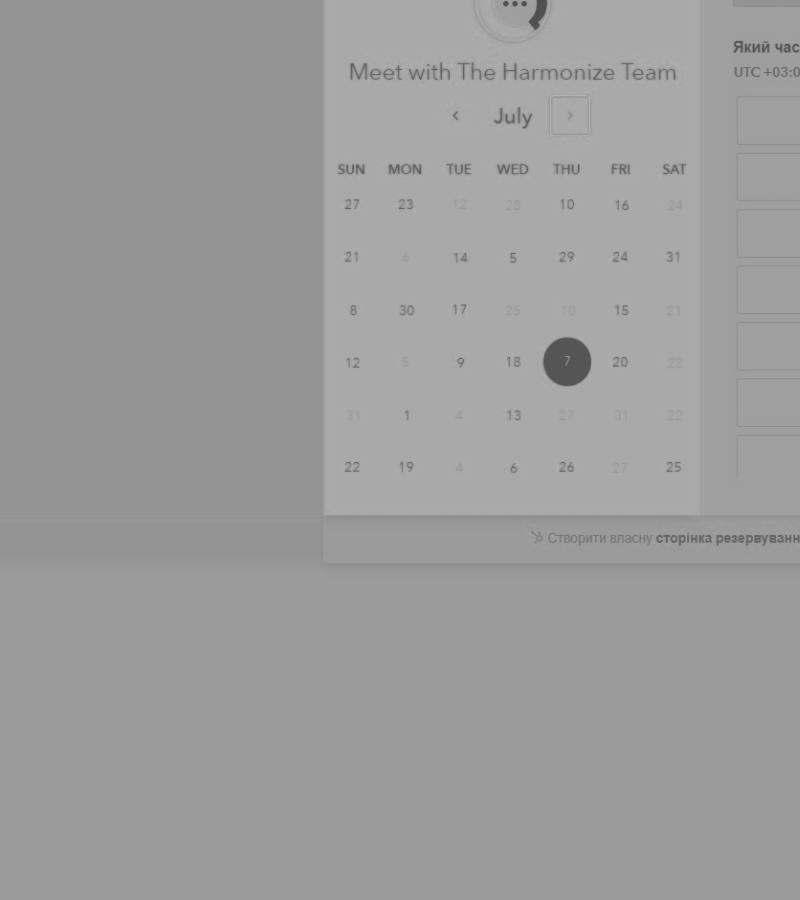 Meet with The Harmonize Team
July
SUN MON TUE WED THU FRI SAT
27 23 12 28 10 16 24
21 6 14 5 29 24 31
8 30 17 25 10 15 21
12 5 9 18 7 20 22
31 1 4 13 27 31 22
22 19 4 6 26 27 25
Який час
UTC +03:0
Створити власну сторінка резервуванн